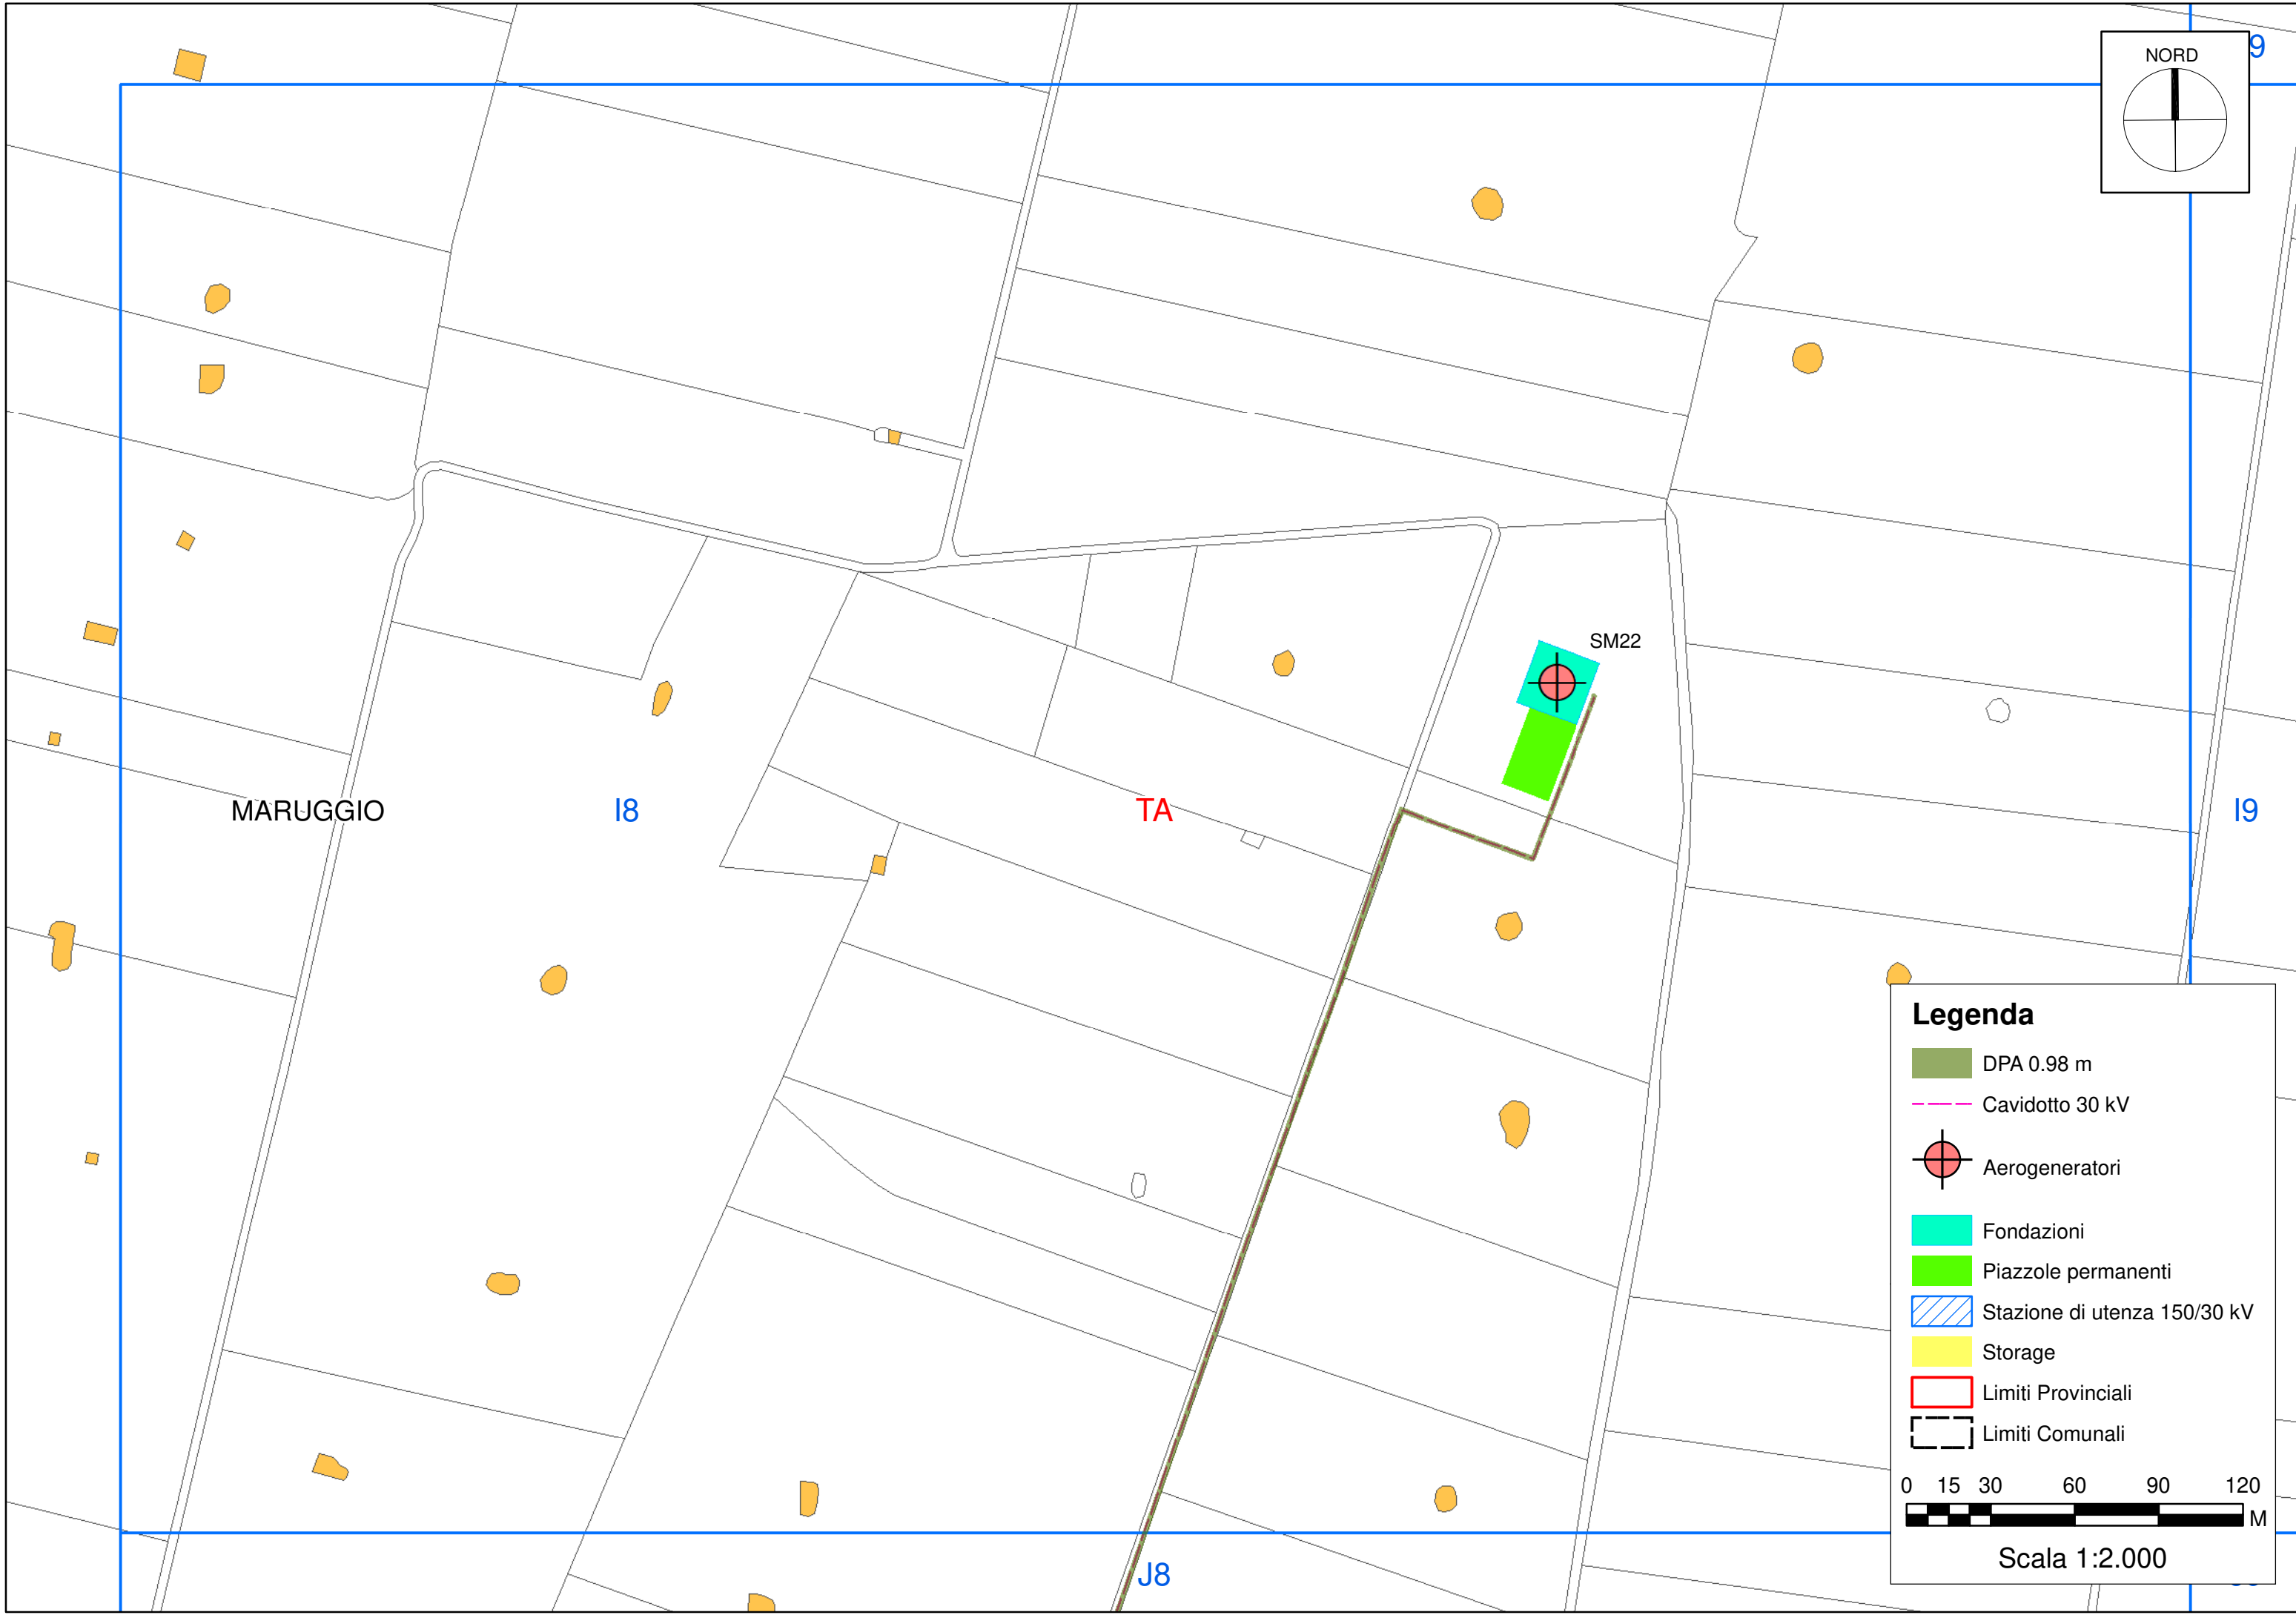 9
NORD
SM22
MARUGGIO
I8
TA
I9
Legenda
DPA 0.98 m
Cavidotto 30 kV
Aerogeneratori
Fondazioni
Piazzole permanenti
Stazione di utenza 150/30 kV
Storage
Limiti Provinciali
Limiti Comunali
0 15 30 60 90 120
M
Scala 1:2.000
J8